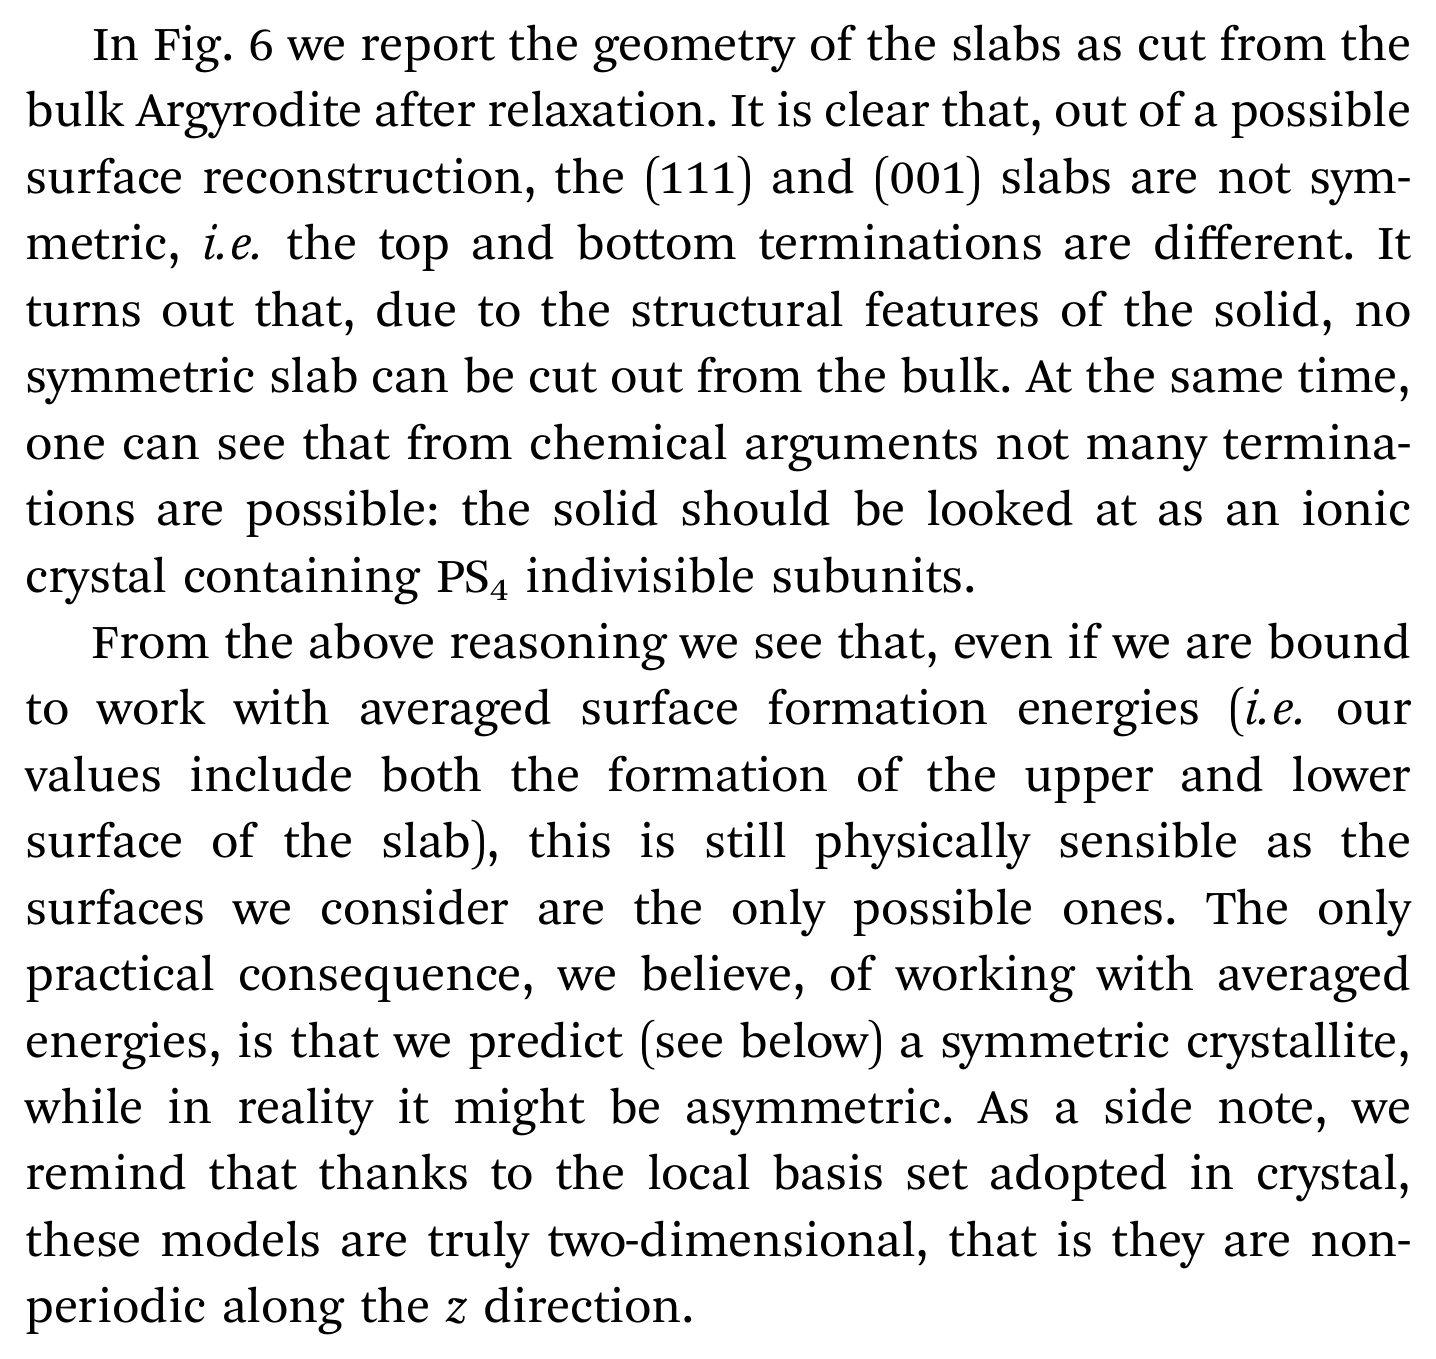 In Fig. 6 we report the geometry of the slabs as cut from the
bulk Argyrodite after relaxation. It is clear that, out of a possible
surface reconstruction, the (111) and (001) slabs are not sym-
metric, i.e. the top and bottom terminations are different. It
turns out that, due to the structural features of the solid, no
symmetric slab can be cut out from the bulk. At the same time,
one can see that from chemical arguments not many termina-
tions are possible: the solid should be looked at as an ionic
crystal containing PS₄ indivisible subunits.
From the above reasoning we see that, even if we are bound
to work with averaged surface formation energies (i.e. our
values include both the formation of the upper and lower
surface of the slab), this is still physically sensible as the
surfaces we consider are the only possible ones. The only
practical consequence, we believe, of working with averaged
energies, is that we predict (see below) a symmetric crystallite,
while in reality it might be asymmetric. As a side note, we
remind that thanks to the local basis set adopted in crystal,
these models are truly two-dimensional, that is they are non-
periodic along the z direction.